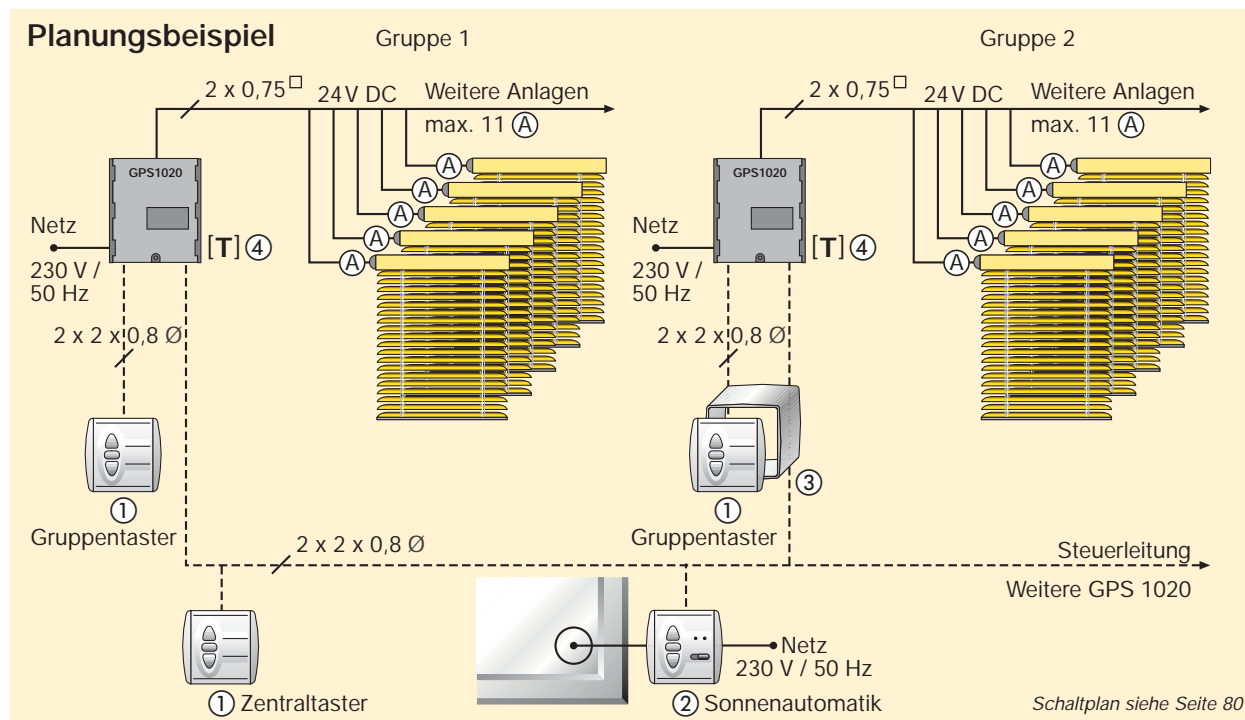 Planungsbeispiel
Gruppe 1
2 x 0,75□
24V DC
Weitere Anlagen
max. 11 Ⓐ
GPS1020
A
A
A
A
A
Netz
230 V /
50 Hz
[T] ④
2 x 2 x 0,8 Ø
①
Gruppentaster
Gruppe 2
2 x 0,75□
24V DC
Weitere Anlagen
max. 11 Ⓐ
GPS1020
A
A
A
A
A
Netz
230 V /
50 Hz
[T] ④
2 x 2 x 0,8 Ø
③
①
Gruppentaster
2 x 2 x 0,8 Ø
Steuerleitung
Weitere GPS 1020
① Zentraltaster
Netz
230 V / 50 Hz
② Sonnenautomatik
Schaltplan siehe Seite 80